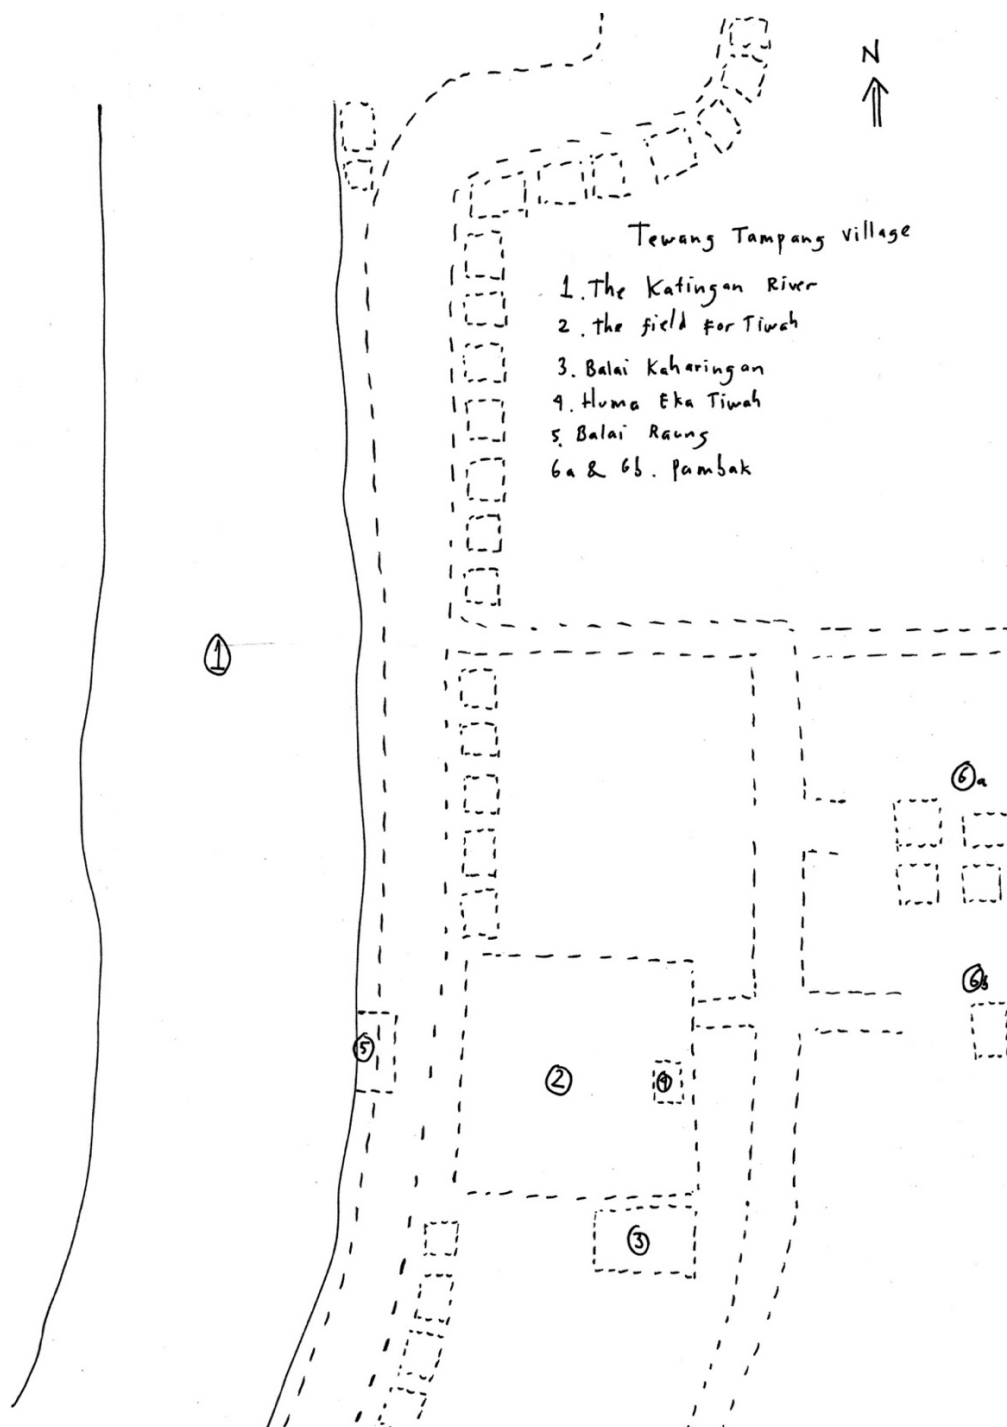 N
Tewang Tampang Village
1. The Katingan River
2. the field For Tiwah
3. Balai Kaharingan
4. Huma Eka Tiwah
5. Balai Raung
6a & 6b. Pambak
1
6a
6b
5
2
4
3